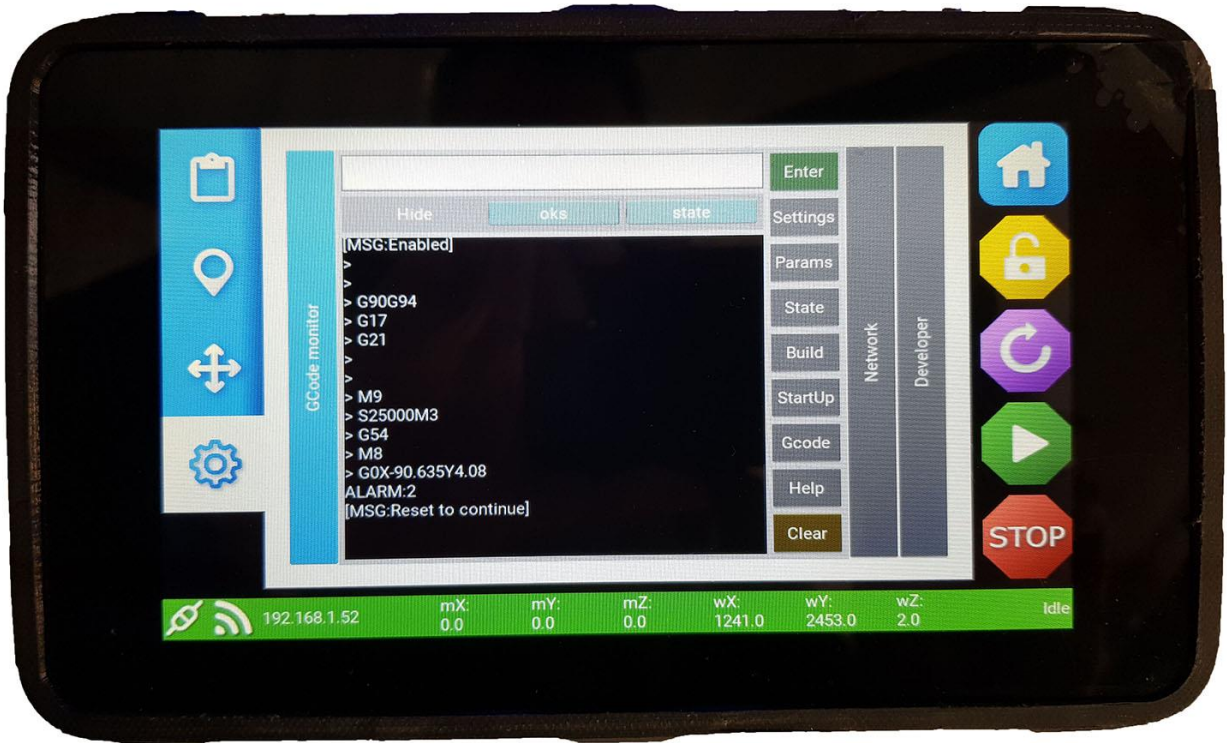 GCode monitor
Enter
Hide oks state
Settings
Params
State
Build
StartUp
Gcode
Help
Clear
[MSG:Enabled]
>
>
> G90G94
> G17
> G21
>
>
> M9
> S25000M3
> G54
> M8
> G0X-90.635Y4.08
ALARM:2
[MSG:Reset to continue]
Network
Developer
STOP
192.168.1.52
mX: mY: mZ: wX: wY: wZ: Idle
0.0 0.0 0.0 1241.0 2453.0 2.0